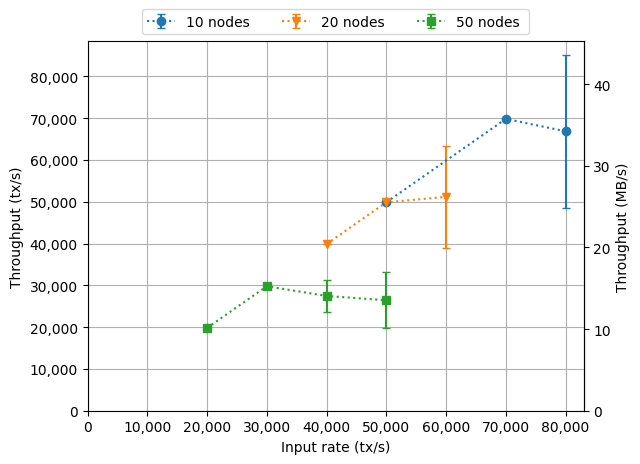 10 nodes 20 nodes 50 nodes
Throughput (tx/s)
80,000
70,000
60,000
50,000
40,000
30,000
20,000
10,000
0
40
30
20
10
0
Throughput (MB/s)
0 10,000 20,000 30,000 40,000 50,000 60,000 70,000 80,000
Input rate (tx/s)